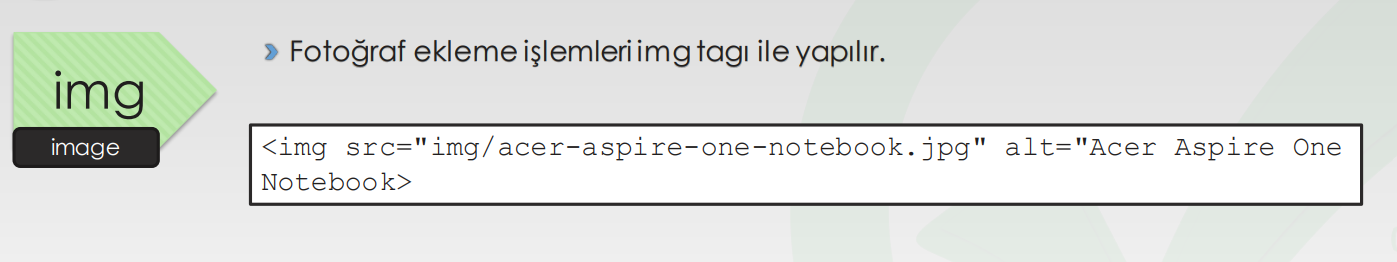 img
image
Fotoğraf ekleme işlemleri img tagı ile yapılır.
<img src="img/acer-aspire-one-notebook.jpg" alt="Acer Aspire One
Notebook>